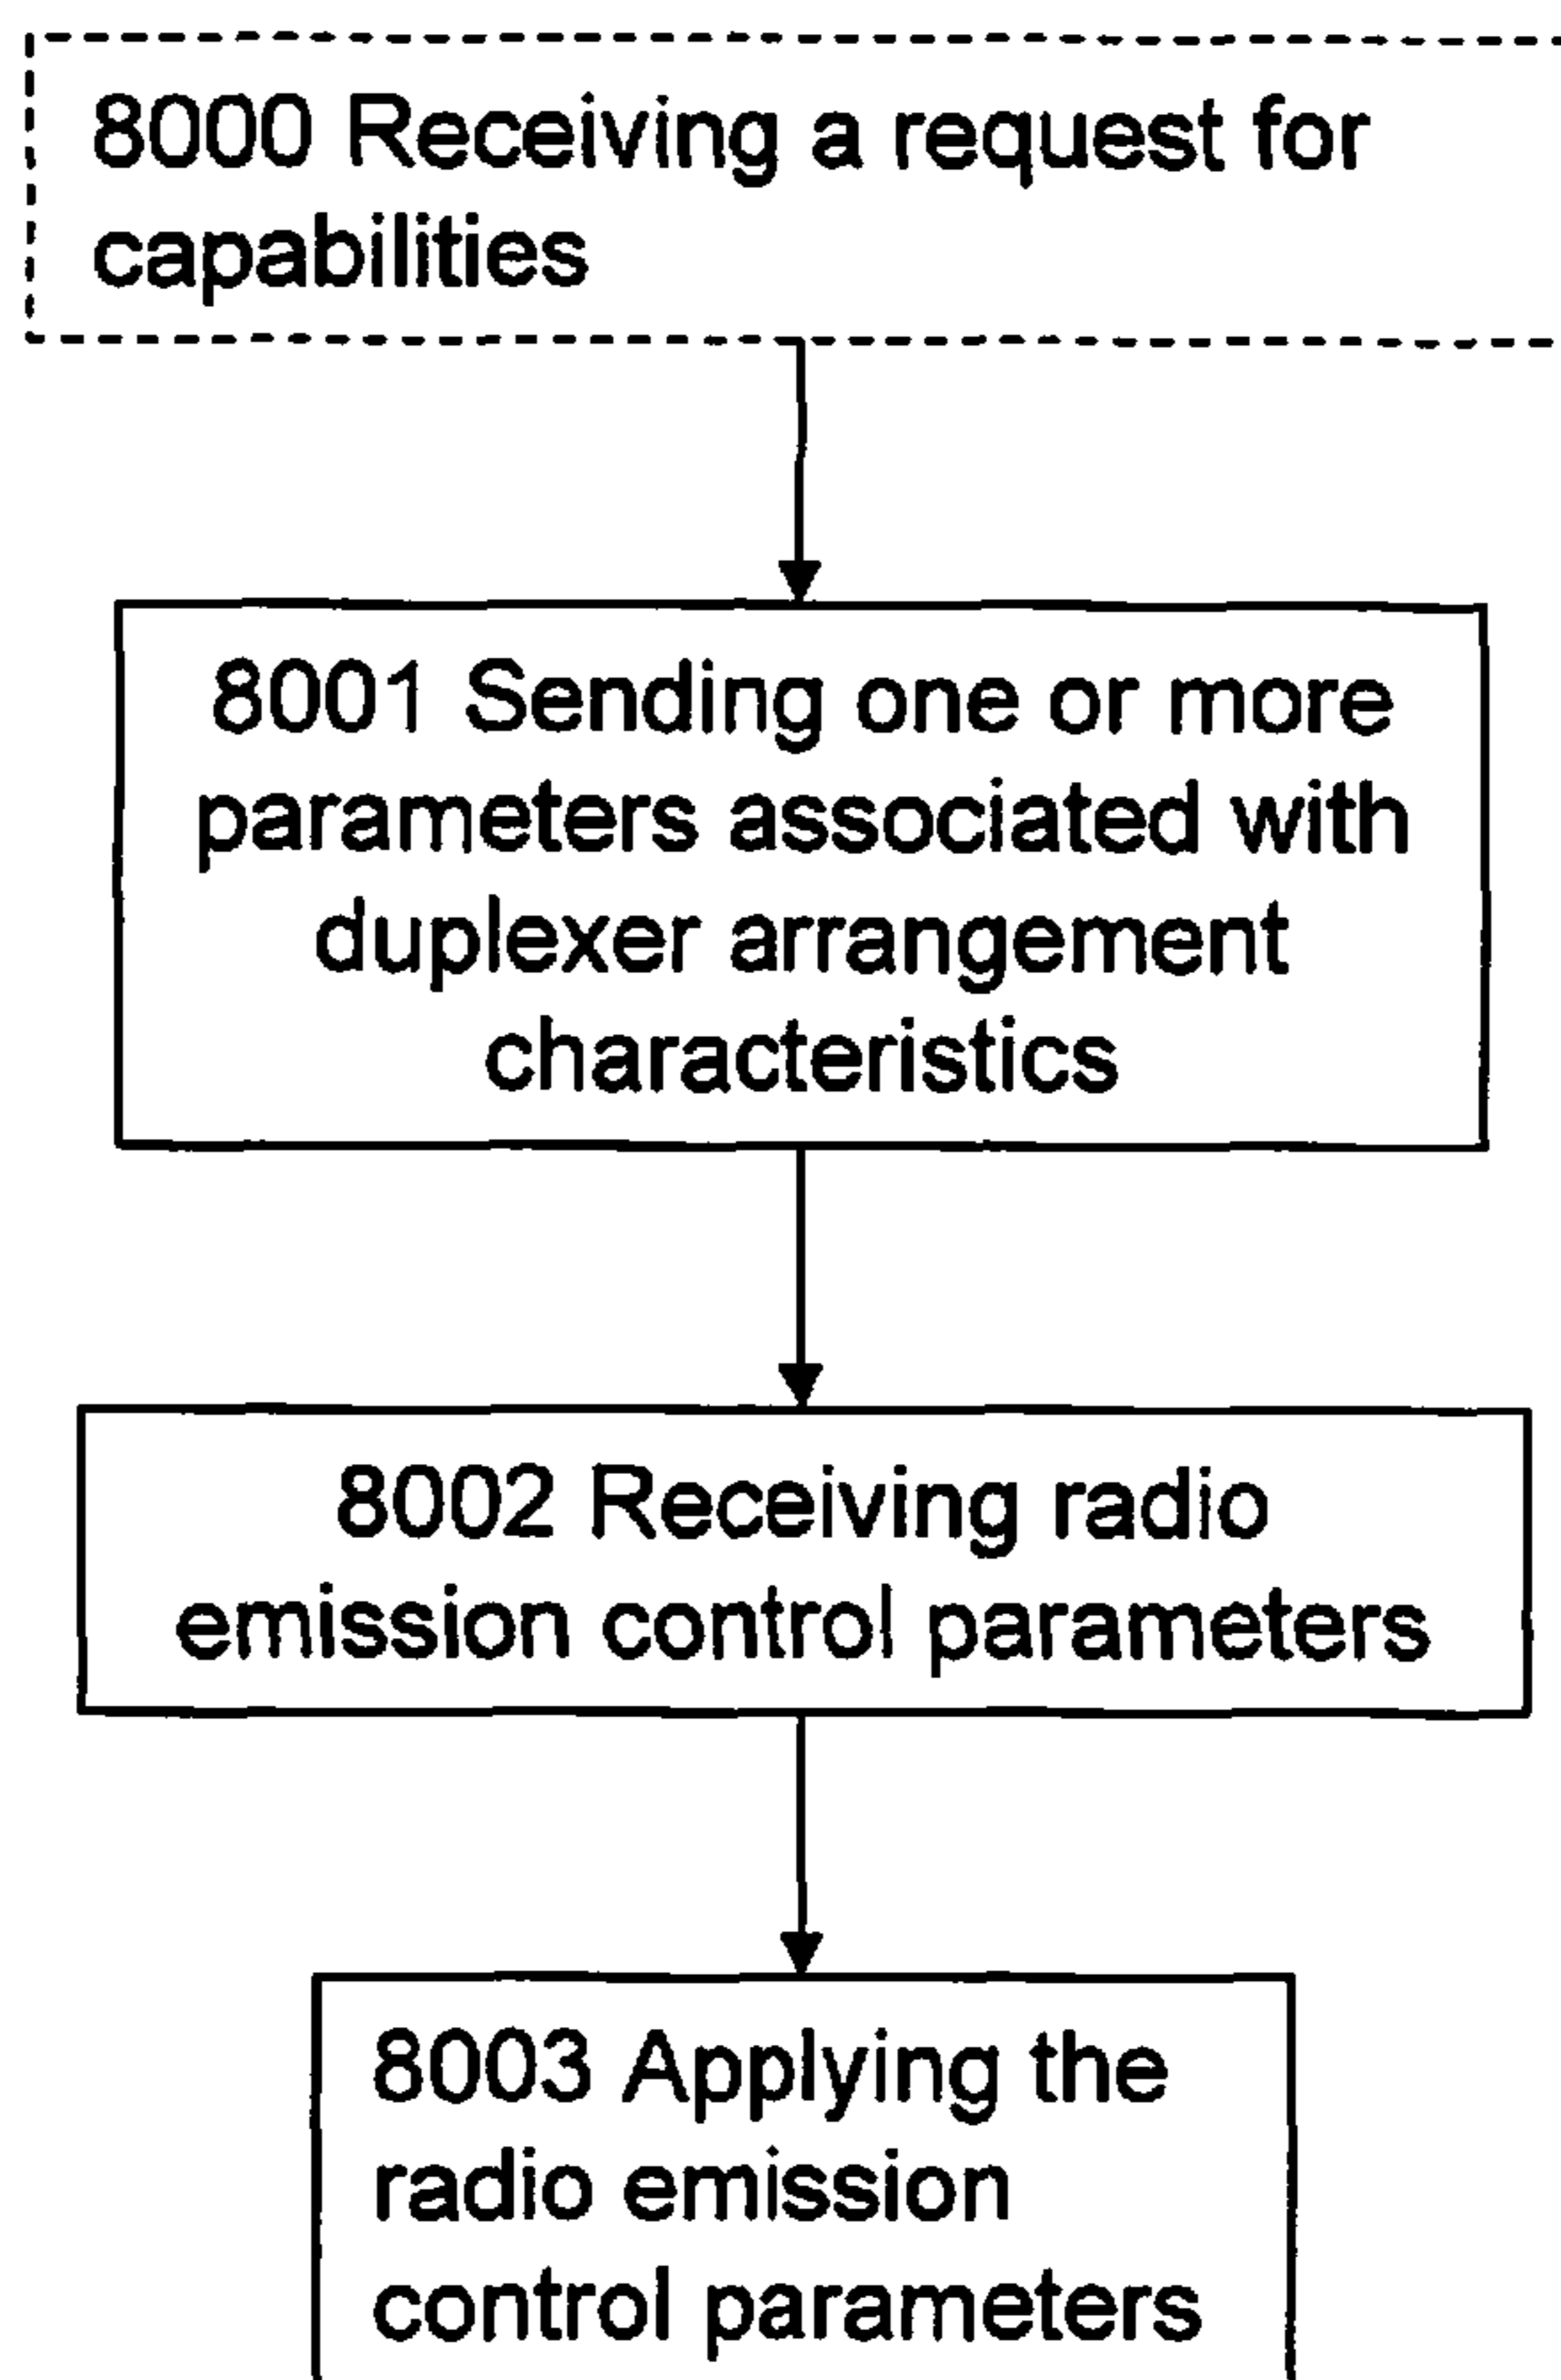 8000 Receiving a request for
capabilities
8001 Sending one or more
parameters associated with
duplexer arrangement
characteristics
8002 Receiving radio
emission control parameters
8003 Applying the
radio emission
control parameters